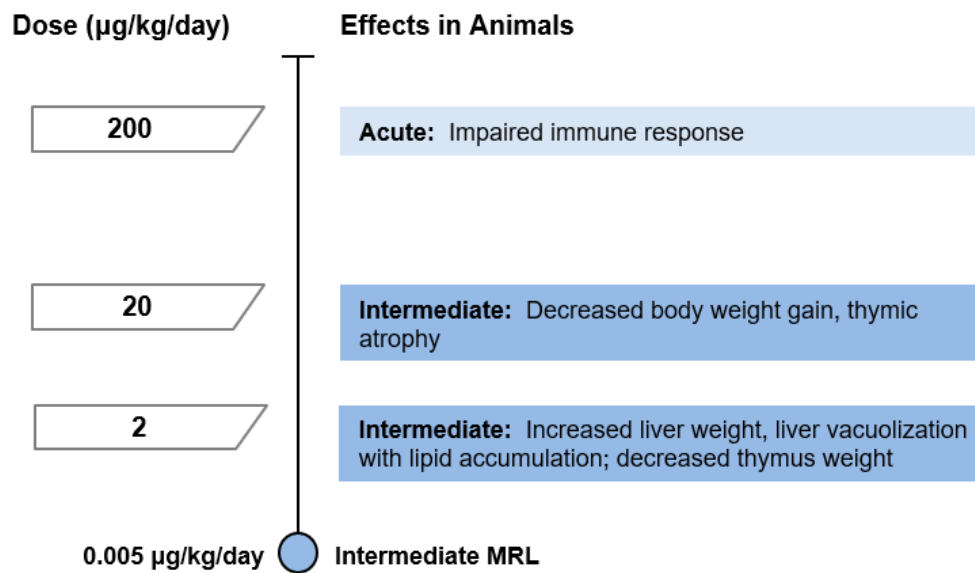 Dose (µg/kg/day)
Effects in Animals
200
Acute: Impaired immune response
20
Intermediate: Decreased body weight gain, thymic
atrophy
2
Intermediate: Increased liver weight, liver vacuolization
with lipid accumulation; decreased thymus weight
0.005 µg/kg/day
Intermediate MRL